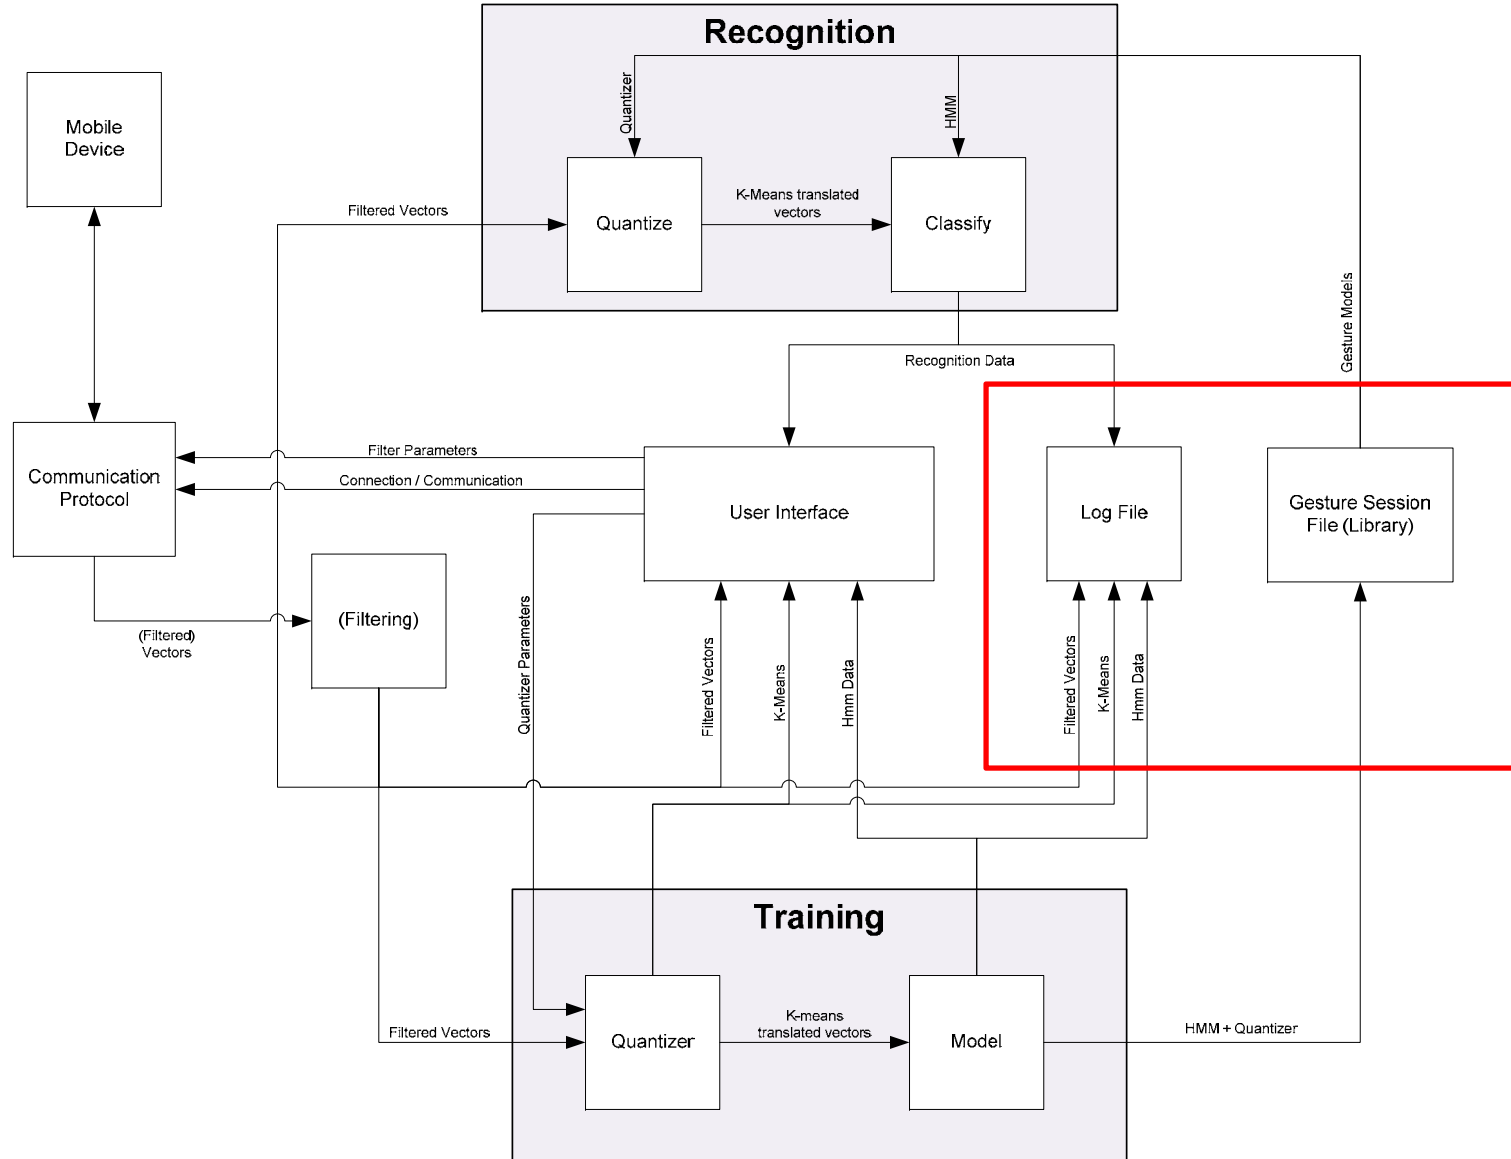 Recognition
Mobile
Device
Quantizer
HMM
Quantize
K-Means translated
vectors
Classify
Filtered Vectors
Gesture Models
Recognition Data
Communication
Protocol
Filter Parameters
Connection / Communication
User Interface
Log File
Gesture Session
File (Library)
(Filtering)
(Filtered)
Vectors
Quantizer Parameters
Filtered Vectors
K-Means
Hmm Data
Filtered Vectors
K-Means
Hmm Data
Training
Filtered Vectors
Quantizer
K-means
translated vectors
Model
HMM + Quantizer